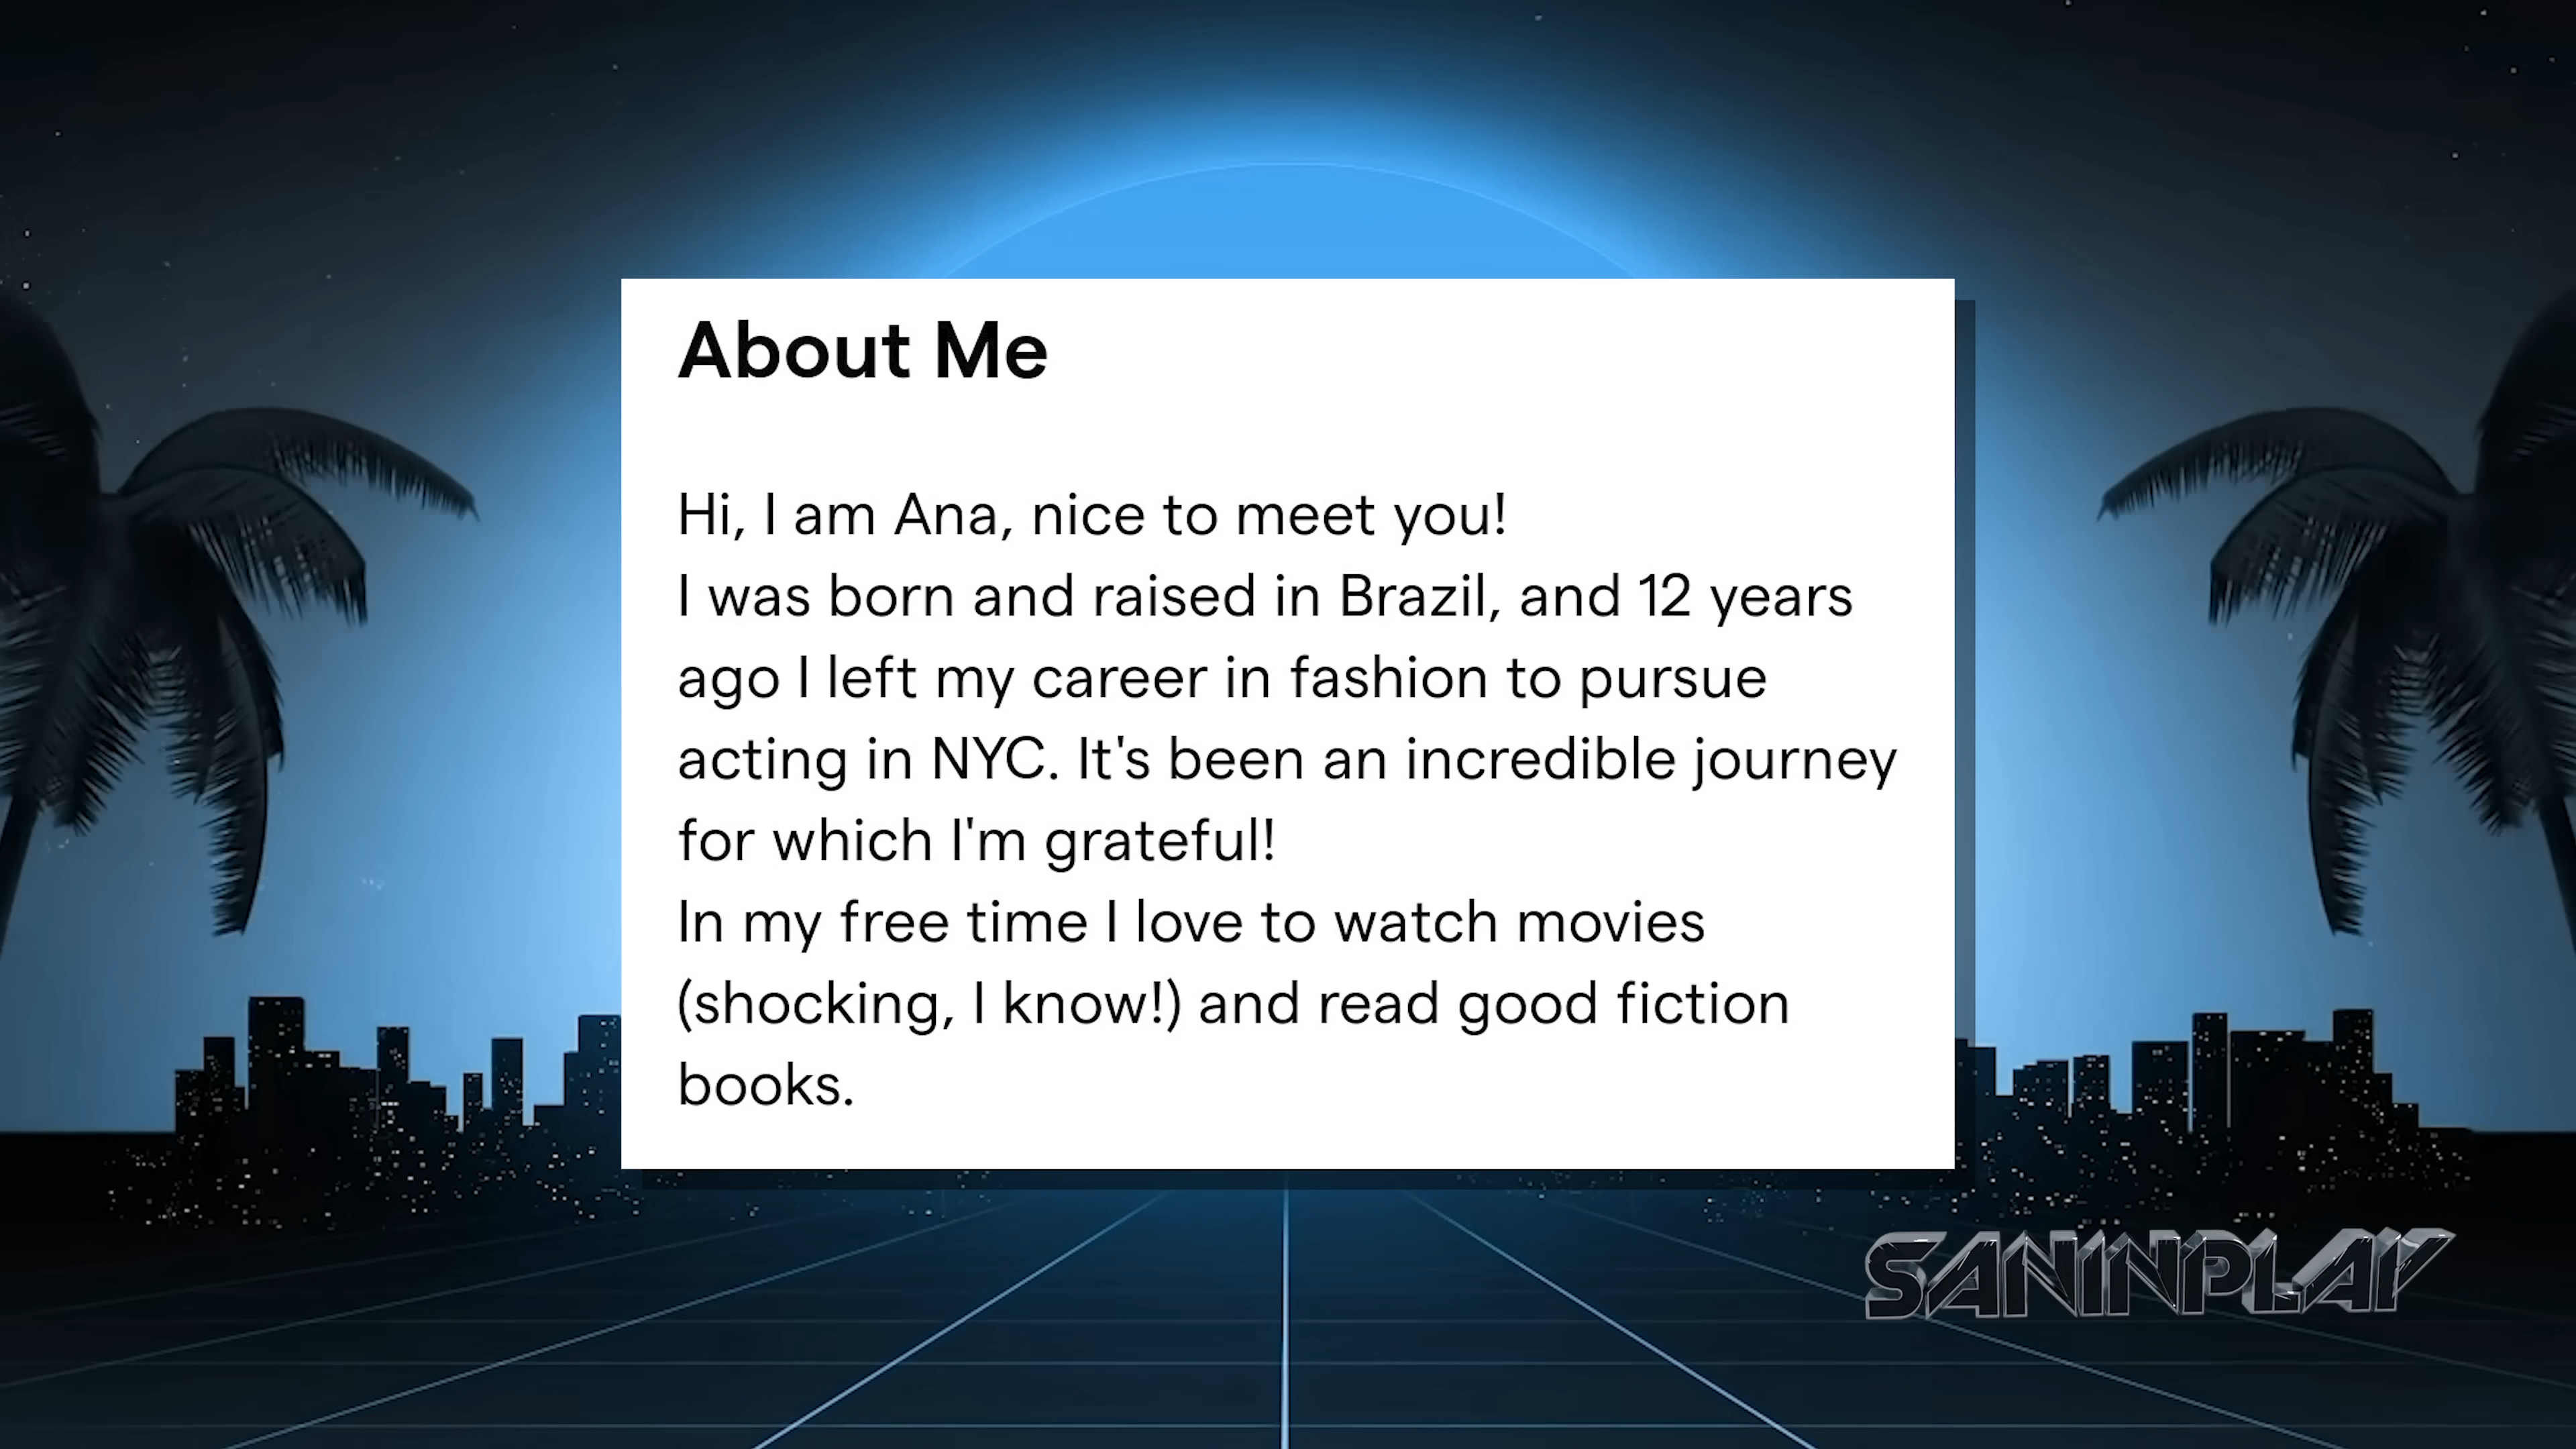 About Me
Hi, I am Ana, nice to meet you!
I was born and raised in Brazil, and 12 years
ago I left my career in fashion to pursue
acting in NYC. It's been an incredible journey
for which I'm grateful!
In my free time I love to watch movies
(shocking, I know!) and read good fiction
books.
SANINPLAY